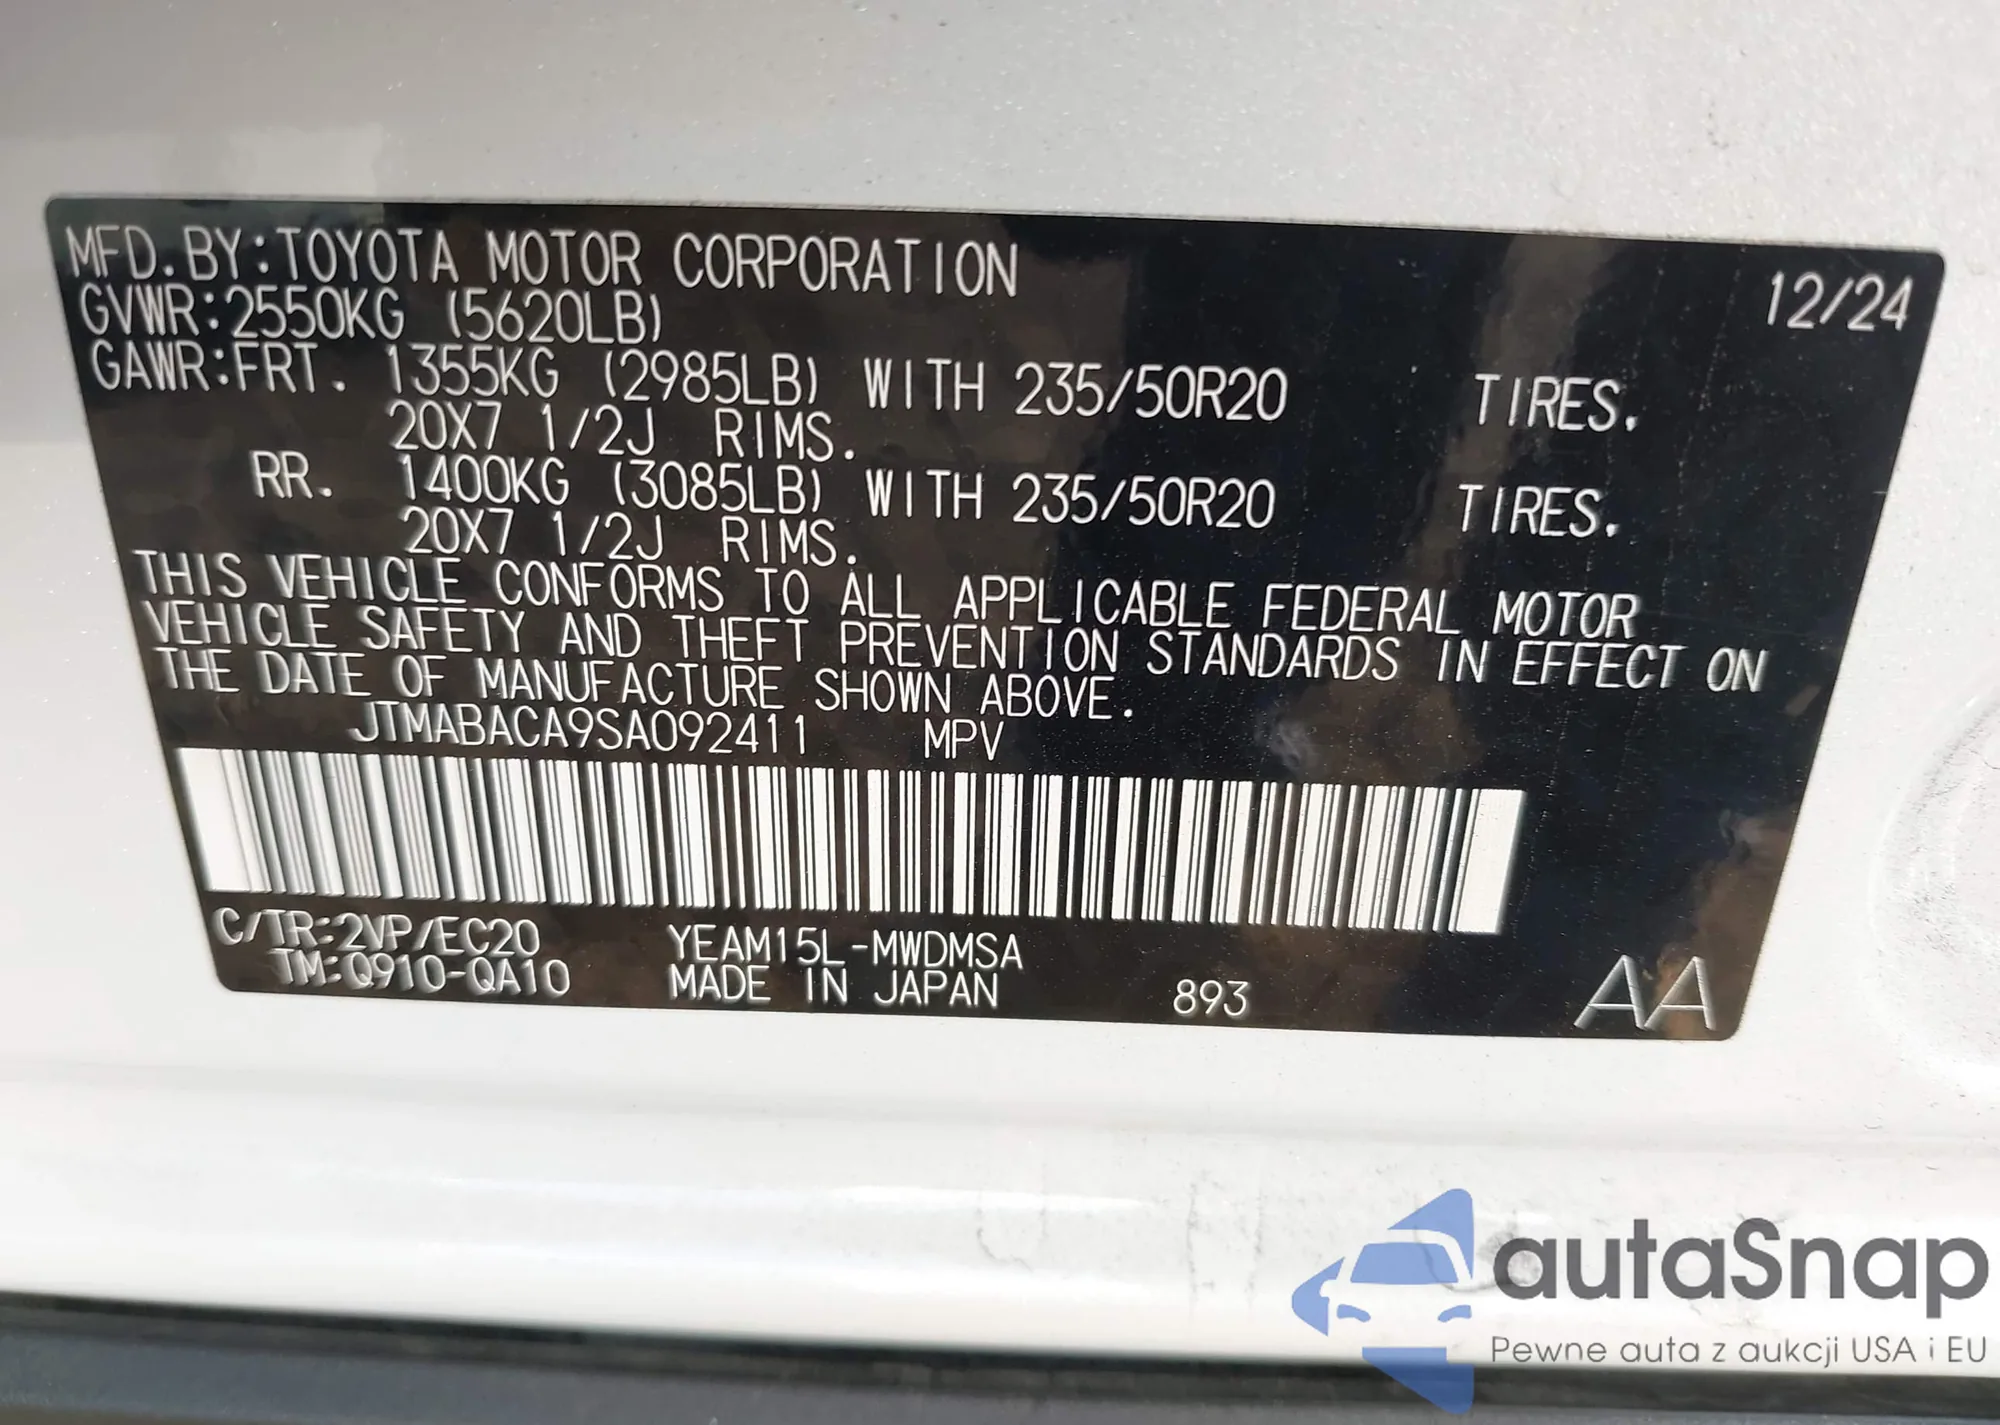 MFD.BY:TOYOTA MOTOR CORPORATION 12/24
GVWR:2550KG (5620LB)
GAWR:FRT. 1355KG (2985LB) WITH 235/50R20 TIRES.
20X7 1/2J RIMS.
RR. 1400KG (3085LB) WITH 235/50R20 TIRES.
20X7 1/2J RIMS.
THIS VEHICLE CONFORMS TO ALL APPLICABLE FEDERAL MOTOR
VEHICLE SAFETY AND THEFT PREVENTION STANDARDS IN EFFECT ON
THE DATE OF MANUFACTURE SHOWN ABOVE.
JTMABACA9SA092411 MPV
C/TR:2VP/EC20 YEAM15L-MWDMSA
TM:Q910-QA10 MADE IN JAPAN 893 AA
autaSnap
Pewne auta z aukcji USA i EU